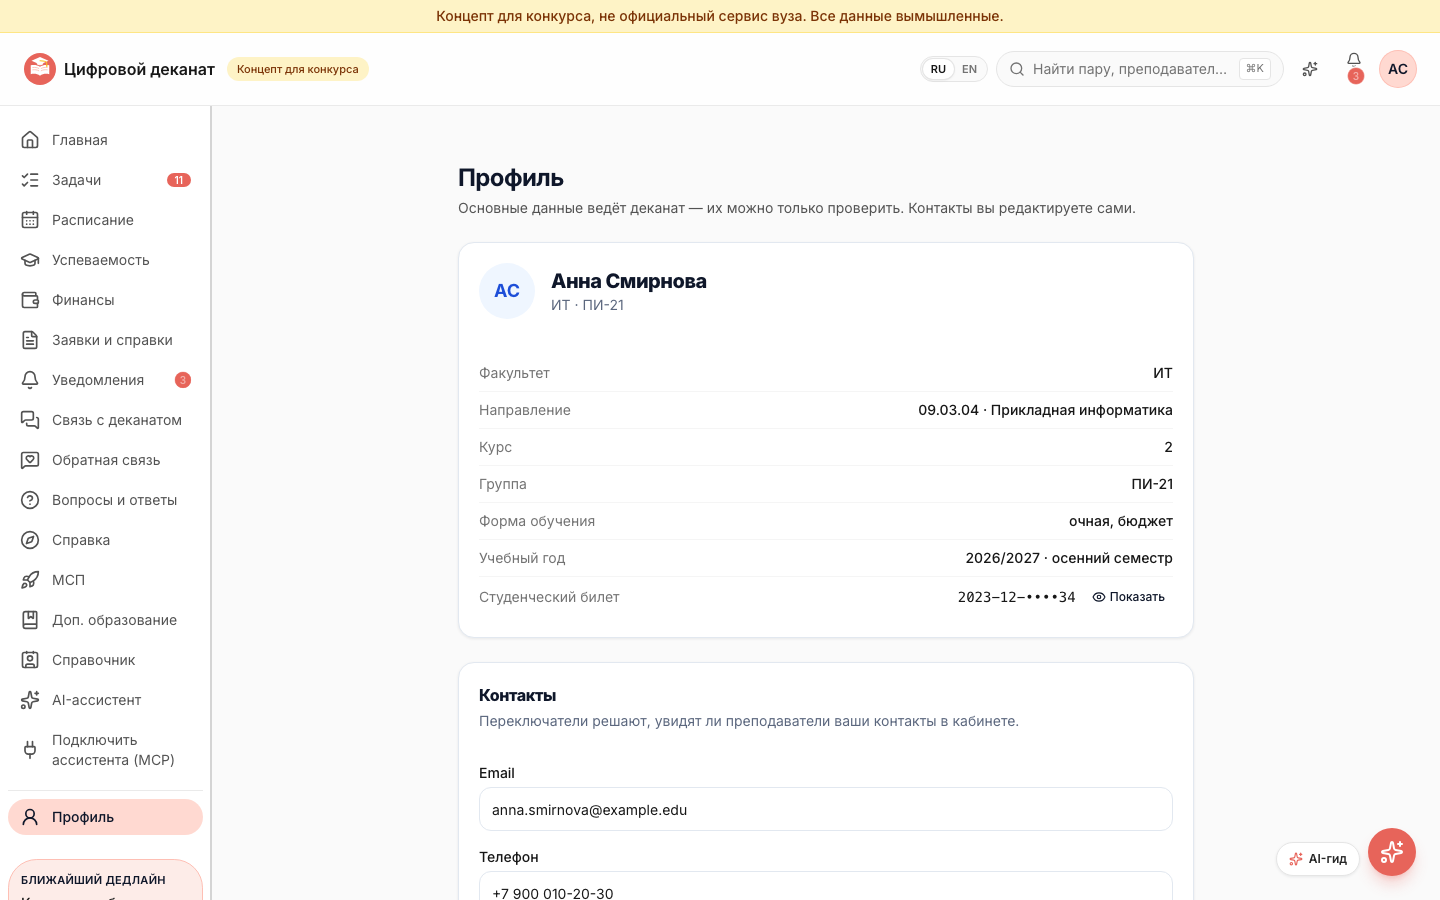 Концепт для конкурса, не официальный сервис вуза. Все данные вымышленные.
Цифровой деканат
Концепт для конкурса
RU EN
Найти пару, преподавател...
⌘K
3
АС
Главная
Задачи
11
Расписание
Успеваемость
Финансы
Заявки и справки
Уведомления
3
Связь с деканатом
Обратная связь
Вопросы и ответы
Справка
МСП
Доп. образование
Справочник
AI-ассистент
Подключить
ассистента (MCP)
Профиль
БЛИЖАЙШИЙ ДЕДЛАЙН
Профиль
Основные данные ведёт деканат — их можно только проверить. Контакты вы редактируете сами.
АС
Анна Смирнова
ИТ · ПИ-21
Факультет
ИТ
Направление
09.03.04 · Прикладная информатика
Курс
2
Группа
ПИ-21
Форма обучения
очная, бюджет
Учебный год
2026/2027 · осенний семестр
Студенческий билет
2023–12–••••34
Показать
Контакты
Переключатели решают, увидят ли преподаватели ваши контакты в кабинете.
Email
anna.smirnova@example.edu
Телефон
+7 900 010-20-30
AI-гид